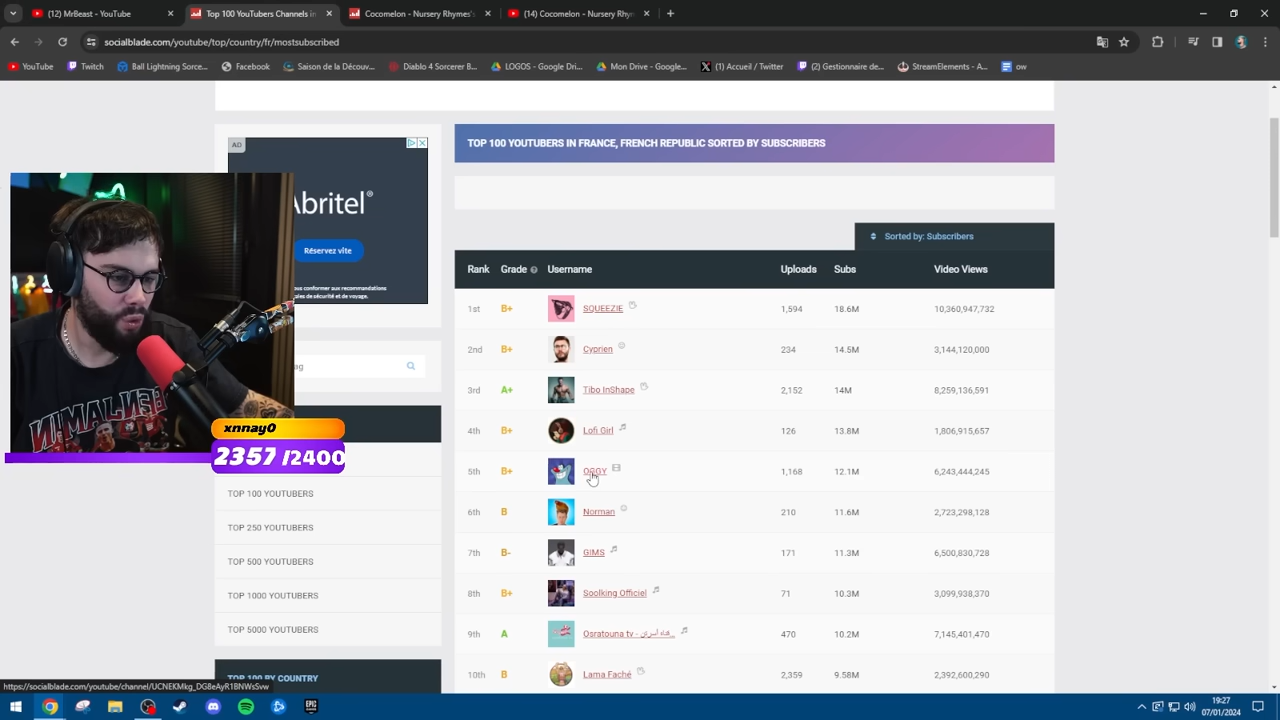 (12) MrBeast - YouTube
Top 100 YouTubers Channels in
Cocomelon - Nursery Rhymes's
(14) Cocomelon - Nursery Rhym
socialblade.com/youtube/top/country/fr/mostsubscribed
YouTube
Twitch
Ball Lightning Sorce...
Facebook
Saison de la Découv...
Diablo 4 Sorcerer B...
LOGOS - Google Dri...
Mon Drive - Google...
(1) Accueil / Twitter
(2) Gestionnaire de...
StreamElements - A...
ow
AD
Abritel®
Réservez vite
TOP 100 YOUTUBERS IN FRANCE, FRENCH REPUBLIC SORTED BY SUBSCRIBERS
Sorted by: Subscribers
Rank Grade Username Uploads Subs Video Views
1st B+ SQUEEZIE 1,594 18.6M 10,360,947,732
2nd B+ Cyprien 234 14.5M 3,144,120,000
3rd A+ Tibo InShape 2,152 14M 8,259,136,591
4th B+ Lofi Girl 126 13.8M 1,806,915,657
5th B+ OGGY 1,168 12.1M 6,243,444,245
6th B Norman 210 11.6M 2,723,298,128
7th B- GIMS 171 11.3M 6,500,830,728
8th B+ Soolking Officiel 71 10.3M 3,099,938,370
9th A Osratouna tv - 470 10.2M 7,145,401,470
10th B Lama Faché 2,359 9.58M 2,392,600,290
xnnay0
2357 /2400
TOP 100 YOUTUBERS
TOP 250 YOUTUBERS
TOP 500 YOUTUBERS
TOP 1000 YOUTUBERS
TOP 5000 YOUTUBERS
TOP 100 BY COUNTRY
https://socialblade.com/youtube/channel/UCNEKMkg_DG8eAyR1BNWsSvw
19:27
07/01/2024